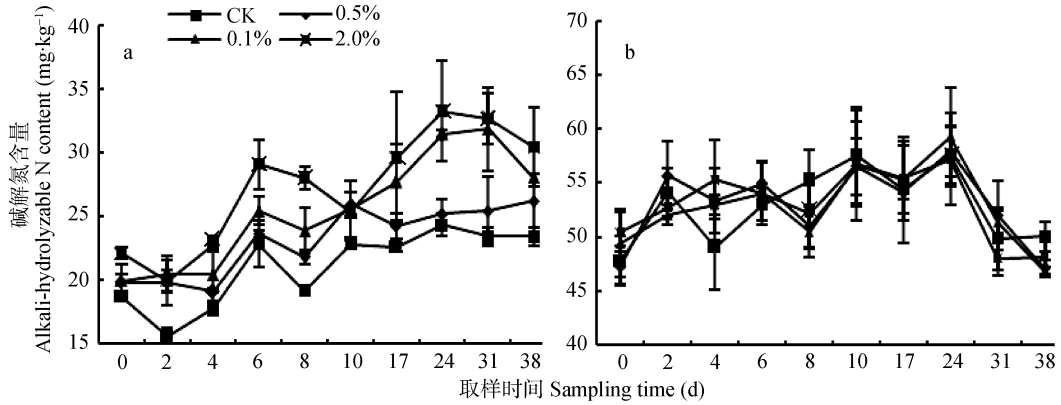 CK
0.5%
0.1%
2.0%
a
b
碱解氮含量
Alkali-hydrolyzable N content (mg·kg⁻¹)
40
35
30
25
20
15
0 2 4 6 8 10 17 24 31 38
70
65
60
55
50
45
40
0 2 4 6 8 10 17 24 31 38
取样时间 Sampling time (d)